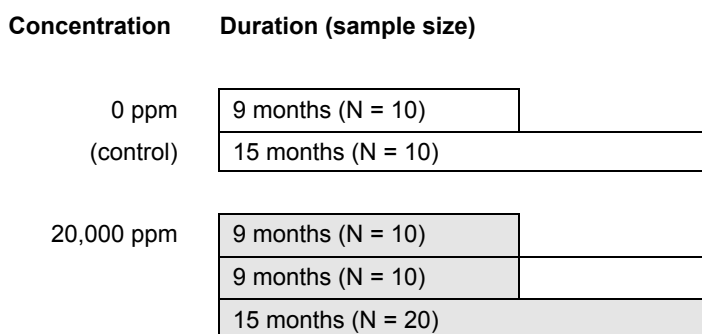 Concentration Duration (sample size)
0 ppm 9 months (N = 10)
(control) 15 months (N = 10)
20,000 ppm 9 months (N = 10)
9 months (N = 10)
15 months (N = 20)